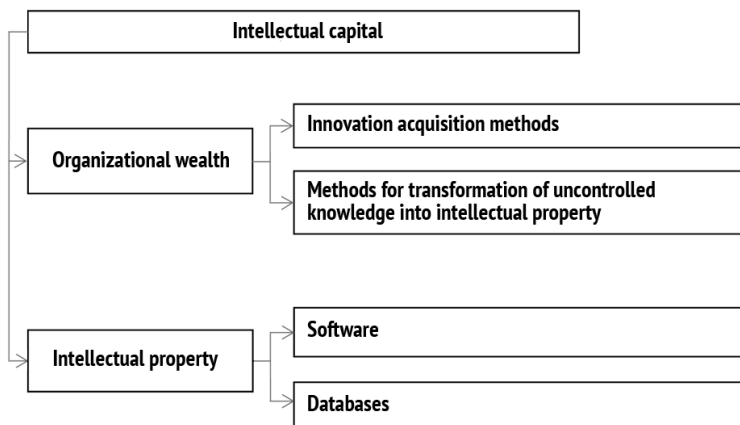 Intellectual capital
Innovation acquisition methods
Organizational wealth
Methods for transformation of uncontrolled
knowledge into intellectual property
Software
Intellectual property
Databases